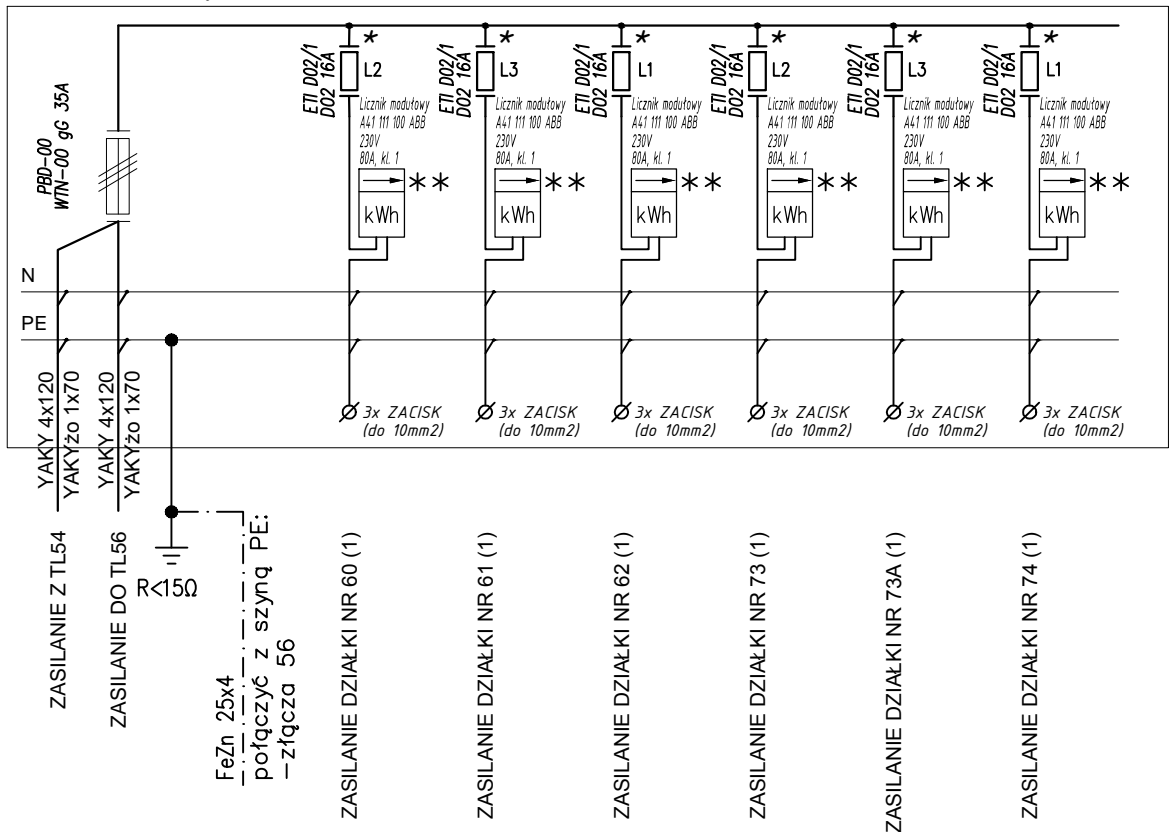 PBD-00
WTN-00 gG 35A
ETI D02/1
D02 16A
*
L2
Licznik modułowy
A41 111 100 ABB
230V
80A, kl. 1
kWh
**
ETI D02/1
D02 16A
*
L3
Licznik modułowy
A41 111 100 ABB
230V
80A, kl. 1
kWh
**
ETI D02/1
D02 16A
*
L1
Licznik modułowy
A41 111 100 ABB
230V
80A, kl. 1
kWh
**
ETI D02/1
D02 16A
*
L2
Licznik modułowy
A41 111 100 ABB
230V
80A, kl. 1
kWh
**
ETI D02/1
D02 16A
*
L3
Licznik modułowy
A41 111 100 ABB
230V
80A, kl. 1
kWh
**
ETI D02/1
D02 16A
*
L1
Licznik modułowy
A41 111 100 ABB
230V
80A, kl. 1
kWh
**
N
PE
YAKY 4x120
YAKYżo 1x70
YAKY 4x120
YAKYżo 1x70
3x ZACISK
(do 10mm2)
3x ZACISK
(do 10mm2)
3x ZACISK
(do 10mm2)
3x ZACISK
(do 10mm2)
3x ZACISK
(do 10mm2)
3x ZACISK
(do 10mm2)
ZASILANIE Z TL54
ZASILANIE DO TL56
R<15Ω
FeZn 25x4
połączyć z szyną PE:
-złącza 56
ZASILANIE DZIAŁKI NR 60 (1)
ZASILANIE DZIAŁKI NR 61 (1)
ZASILANIE DZIAŁKI NR 62 (1)
ZASILANIE DZIAŁKI NR 73 (1)
ZASILANIE DZIAŁKI NR 73A (1)
ZASILANIE DZIAŁKI NR 74 (1)